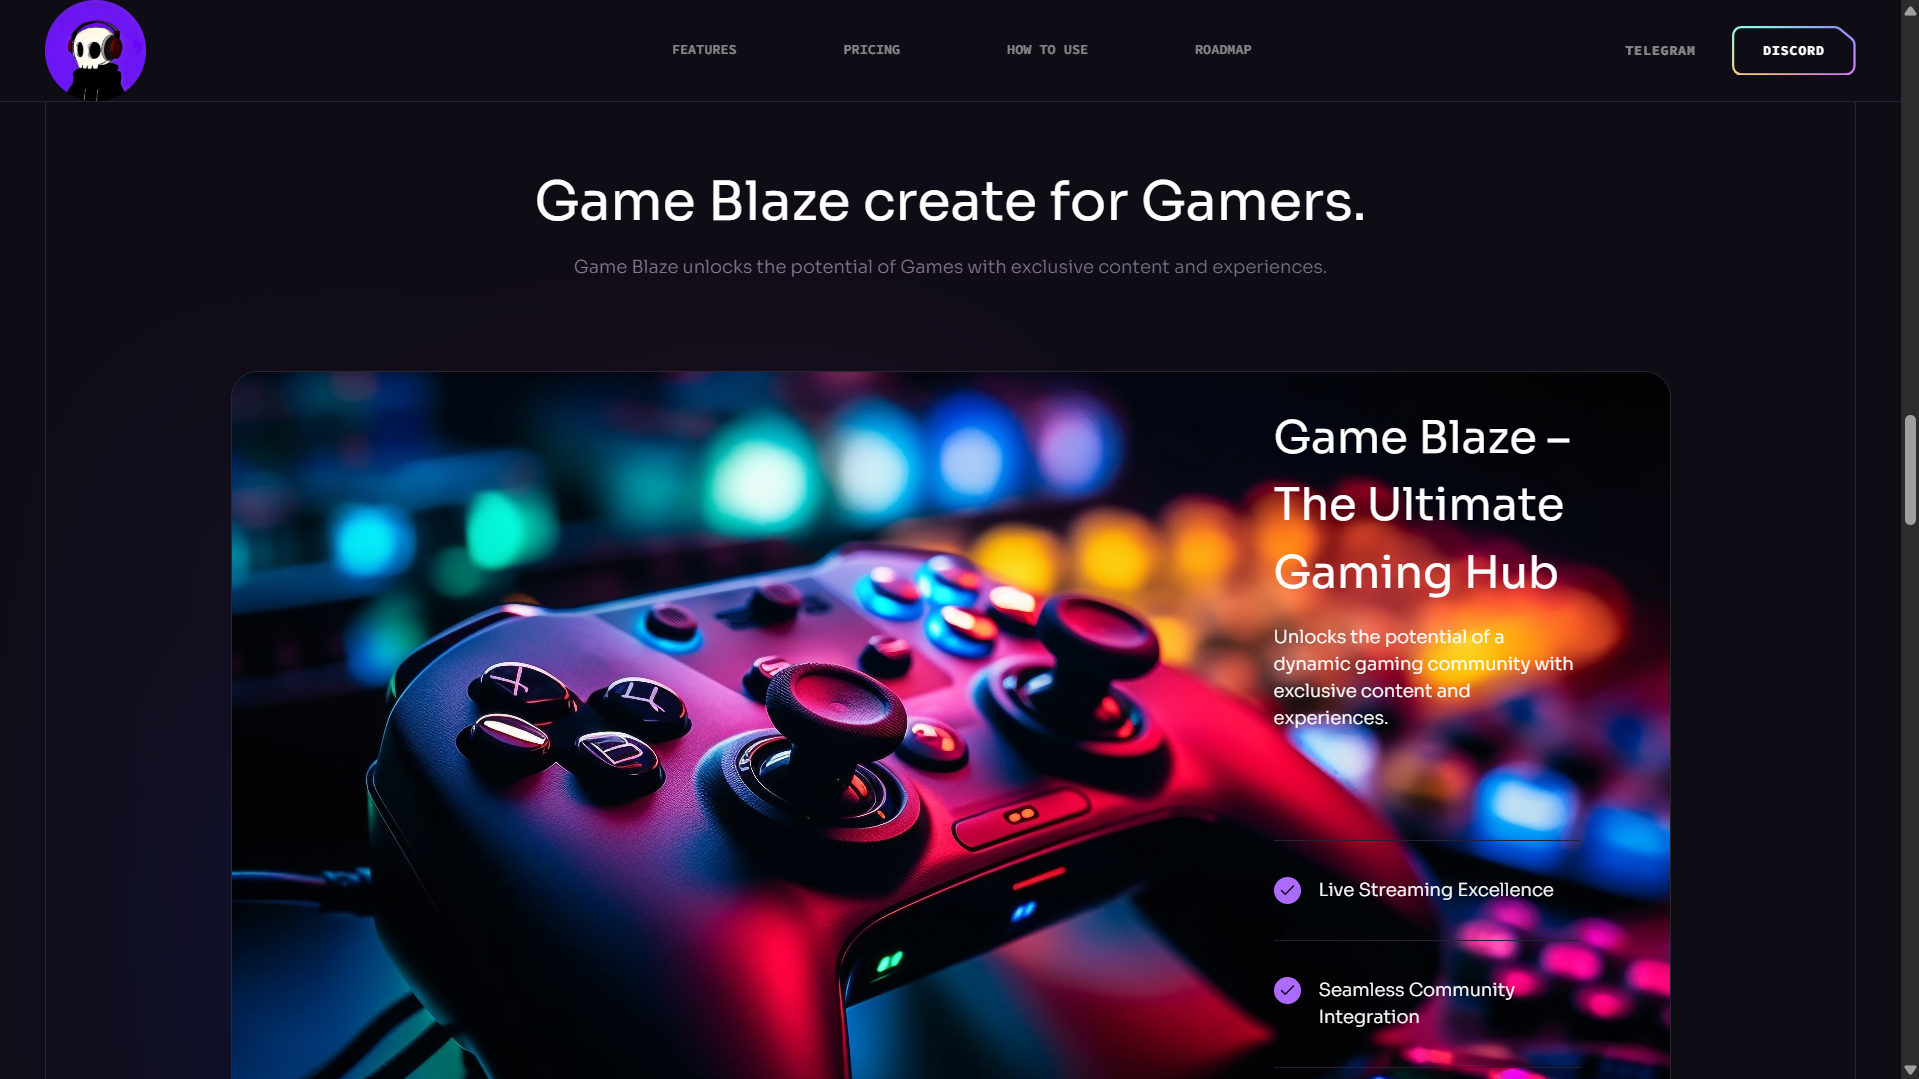 FEATURES
PRICING
HOW TO USE
ROADMAP
TELEGRAM
DISCORD
Game Blaze create for Gamers.
Game Blaze unlocks the potential of Games with exclusive content and experiences.
Game Blaze –
The Ultimate
Gaming Hub
Unlocks the potential of a
dynamic gaming community with
exclusive content and
experiences.
Live Streaming Excellence
Seamless Community
Integration